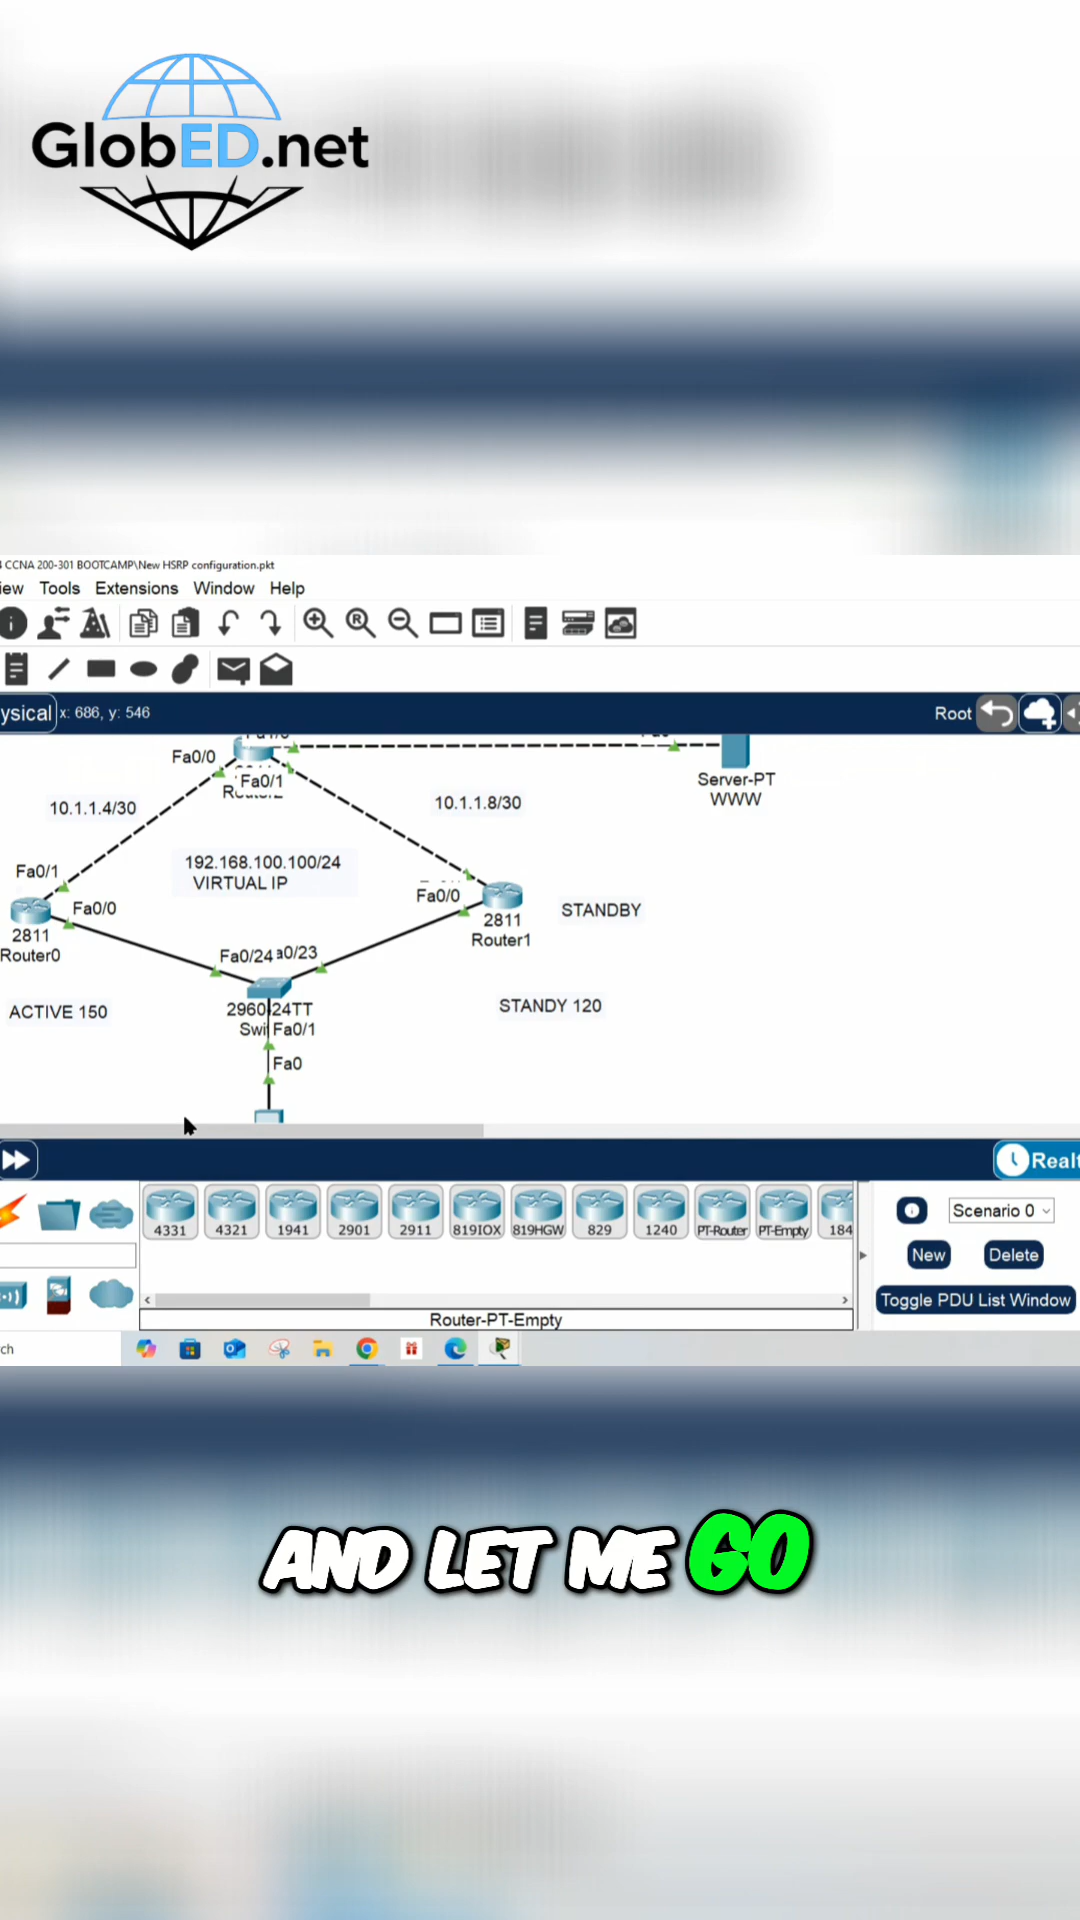 GlobED.net
4 CCNA 200-301 BOOTCAMP\New HSRP configuration.pkt
iew Tools Extensions Window Help
ysical x: 686, y: 546
Root
Fa0/0
Fa0/1
Server-PT
WWW
10.1.1.4/30
10.1.1.8/30
192.168.100.100/24
VIRTUAL IP
Fa0/1
Fa0/0
Fa0/0
2811
Router0
2811
Router1
STANDBY
Fa0/24
a0/23
ACTIVE 150
STANDY 120
2960-24TT
Swi
Fa0/1
Fa0
Realt
4331 4321 1941 2901 2911 819IOX 819HGW 829 1240 PT-Router PT-Empty 184
Scenario 0
New Delete
Toggle PDU List Window
Router-PT-Empty
rch
AND LET ME GO